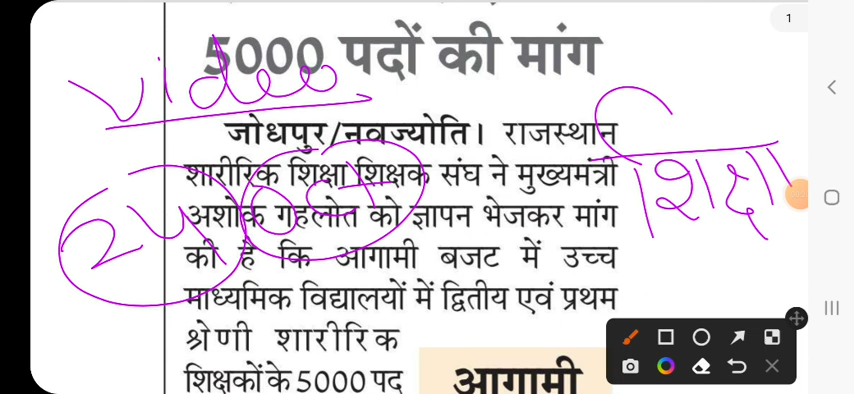 1
5000 पदों की मांग
video
जोधपुर/नवज्योति। राजस्थान
शारीरिक शिक्षा शिक्षक संघ ने मुख्यमंत्री
शिक्षा
अशोक गहलोत को ज्ञापन भेजकर मांग
की है कि आगामी बजट में उच्च
माध्यमिक विद्यालयों में द्वितीय एवं प्रथम
श्रेणी शारीरिक
शिक्षकों के 5000 पद
आगामी